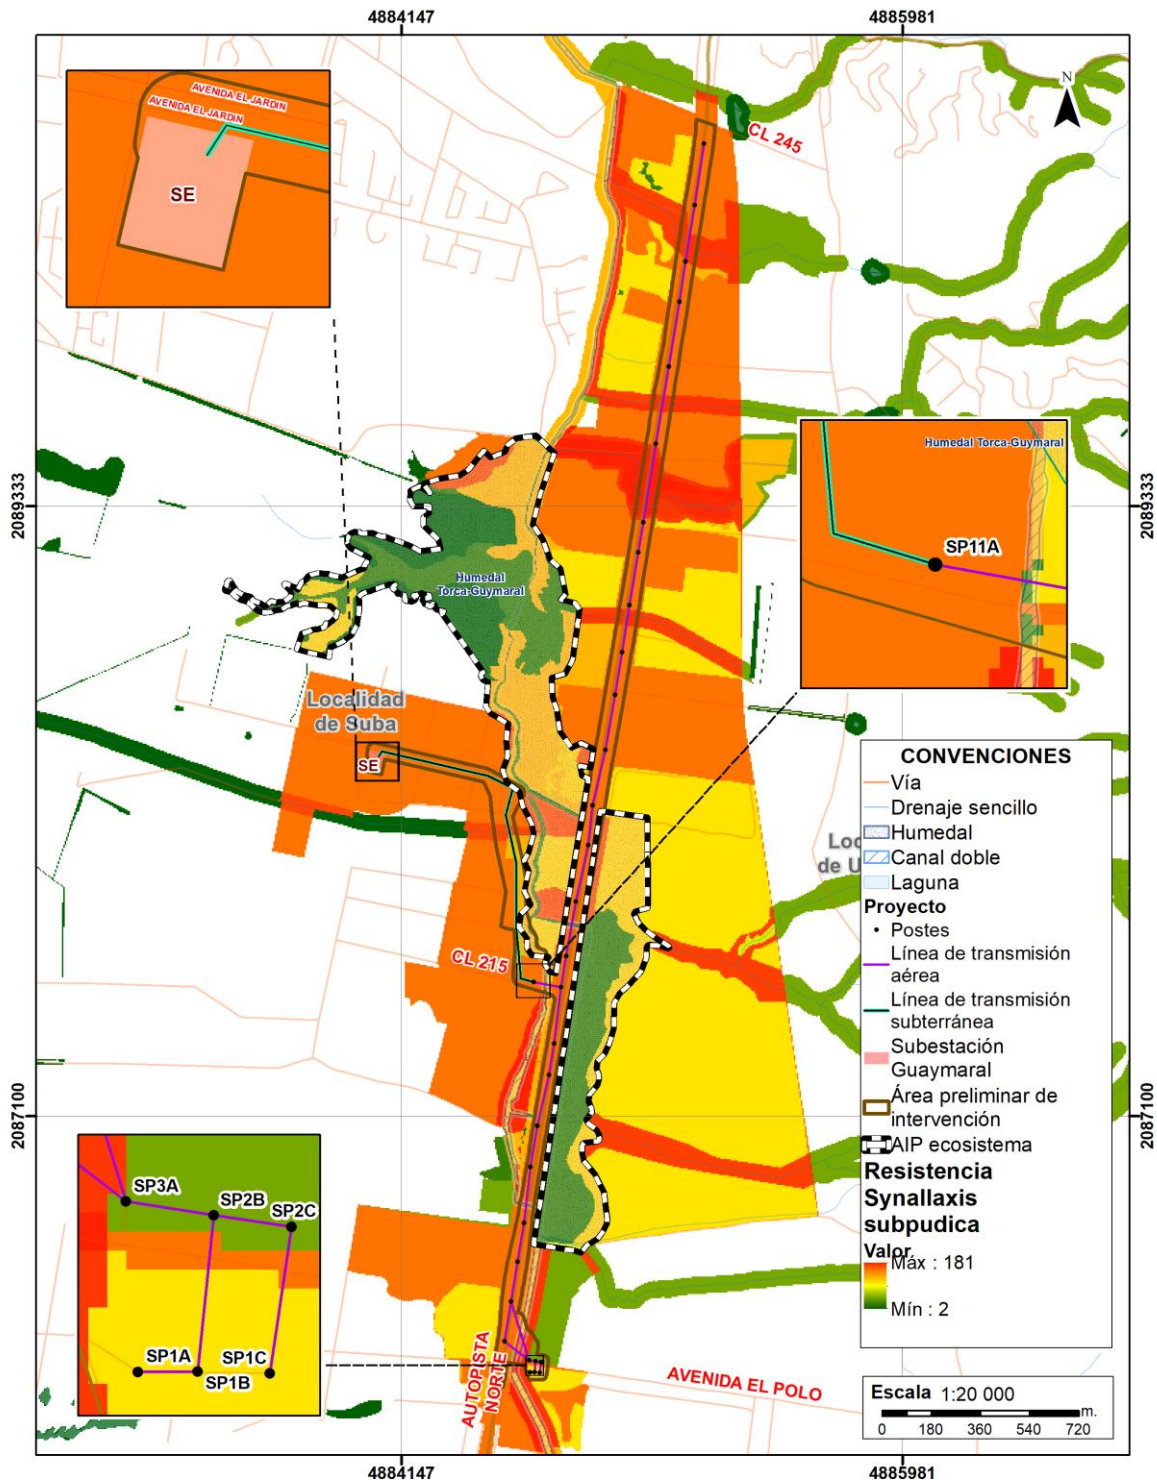 4884147
4885981
N
AVENIDA EL JARDIN
AVENIDA EL JARDIN
SE
CL 245
2089333
2089333
Humedal Torca-Guymaral
SP11A
Humedal
Torca-Guymaral
Localidad
de Suba
SE
Loc
de U
CL 215
CONVENCIONES
Vía
Drenaje sencillo
Humedal
Canal doble
Laguna
Proyecto
Postes
Línea de transmisión
aérea
Línea de transmisión
subterránea
Subestación
Guaymaral
Área preliminar de
intervención
AIP ecosistema
Resistencia
Synallaxis
subpudica
Valor
Máx : 181
Mín : 2
2087100
2087100
SP3A
SP2B
SP2C
SP1A
SP1B
SP1C
AUTOPISTA
NORTE
AVENIDA EL POLO
Escala 1:20 000
m.
0 180 360 540 720
4884147
4885981